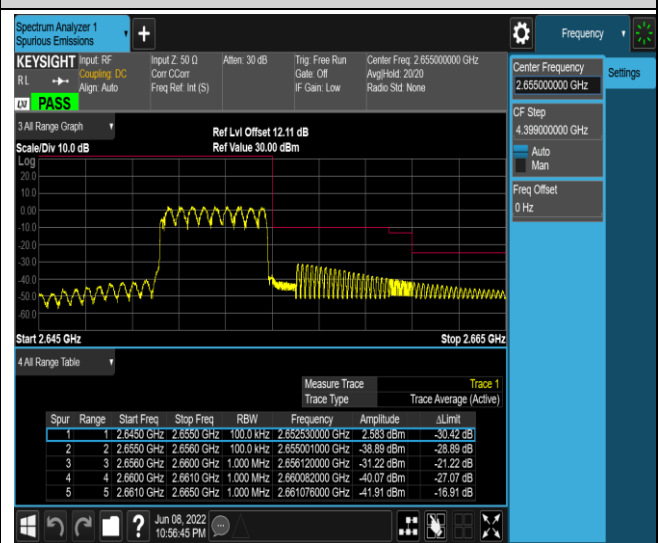 Spectrum Analyzer 1
Spurious Emissions
Frequency
KEYSIGHT
RL
LXI PASS
Input: RF
Coupling: DC
Align: Auto
Input Z: 50 Ω
Corr CCorr
Freq Ref: Int (S)
Atten: 30 dB
Trig: Free Run
Gate: Off
IF Gain: Low
Center Freq: 2.655000000 GHz
Avg|Hold: 20/20
Radio Std: None
Center Frequency
2.655000000 GHz
Settings
CF Step
4.399000000 GHz
Auto
Man
Freq Offset
0 Hz
3 All Range Graph
Scale/Div 10.0 dB
Ref Lvl Offset 12.11 dB
Ref Value 30.00 dBm
Log
20.0
10.0
0.00
-10.0
-20.0
-30.0
-40.0
-50.0
-60.0
Start 2.645 GHz
Stop 2.665 GHz
4 All Range Table
Measure Trace Trace 1
Trace Type Trace Average (Active)
Spur Range Start Freq Stop Freq RBW Frequency Amplitude ΔLimit
1 1 2.6450 GHz 2.6550 GHz 100.0 kHz 2.652530000 GHz 2.583 dBm -30.42 dB
2 2 2.6550 GHz 2.6560 GHz 100.0 kHz 2.655001000 GHz -38.89 dBm -28.89 dB
3 3 2.6560 GHz 2.6600 GHz 1.000 MHz 2.656120000 GHz -31.22 dBm -21.22 dB
4 4 2.6600 GHz 2.6610 GHz 1.000 MHz 2.660082000 GHz -40.07 dBm -27.07 dB
5 5 2.6610 GHz 2.6650 GHz 1.000 MHz 2.661076000 GHz -41.91 dBm -16.91 dB
?
Jun 08, 2022
10:56:45 PM